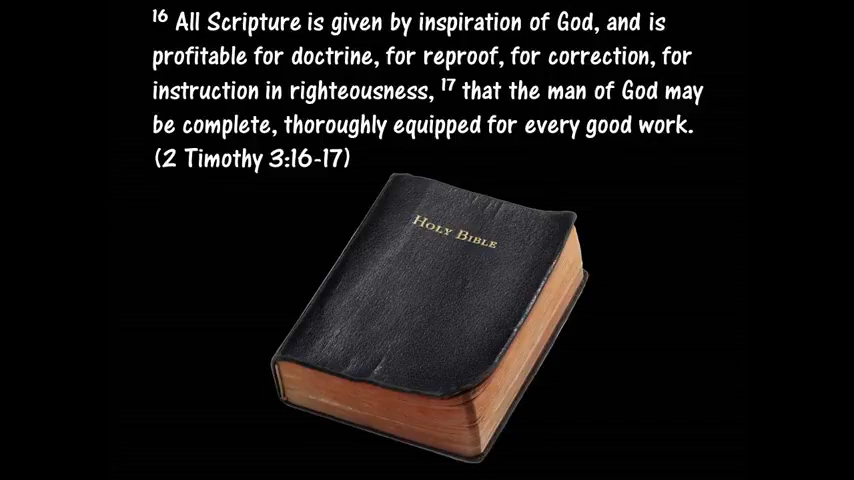 16 All Scripture is given by inspiration of God, and is
profitable for doctrine, for reproof, for correction, for
instruction in righteousness, 17 that the man of God may
be complete, thoroughly equipped for every good work.
(2 Timothy 3:16-17)
HOLY BIBLE